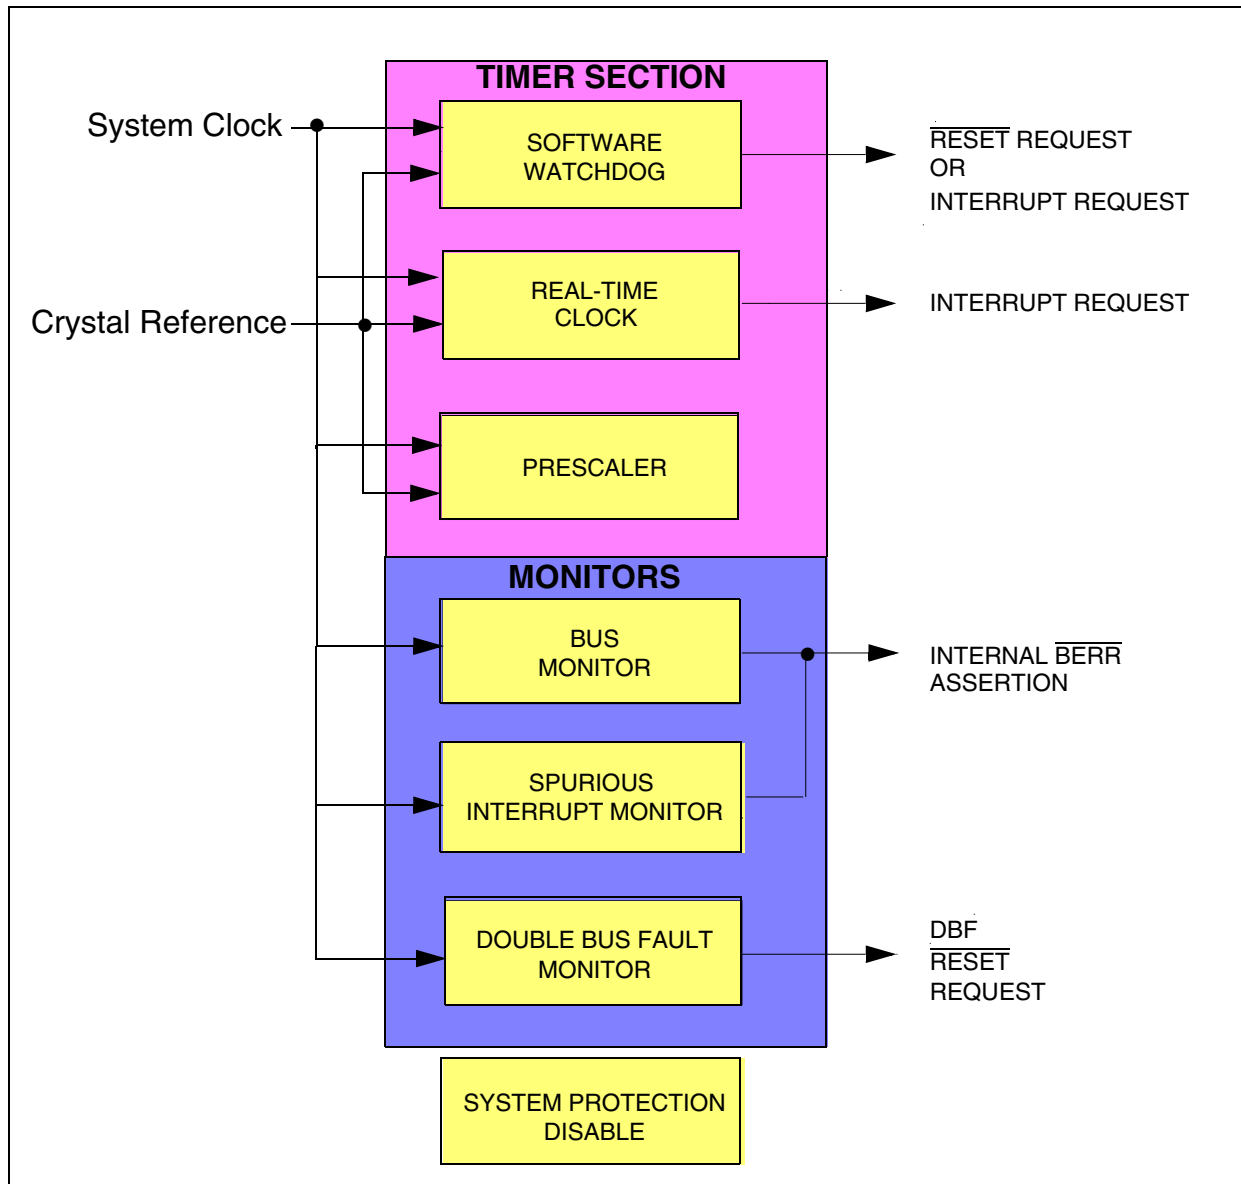 TIMER SECTION
System Clock
SOFTWARE
WATCHDOG
RESET REQUEST
OR
INTERRUPT REQUEST
REAL-TIME
CLOCK
INTERRUPT REQUEST
Crystal Reference
PRESCALER
MONITORS
BUS
MONITOR
INTERNAL BERR
ASSERTION
SPURIOUS
INTERRUPT MONITOR
DOUBLE BUS FAULT
MONITOR
DBF
RESET
REQUEST
SYSTEM PROTECTION
DISABLE